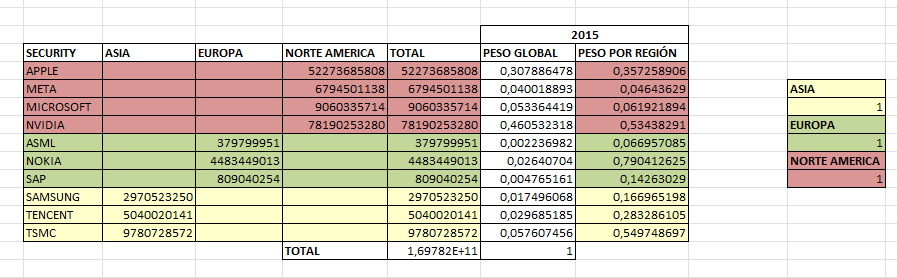 2015
SECURITY ASIA EUROPA NORTE AMERICA TOTAL PESO GLOBAL PESO POR REGIÓN
APPLE 52273685808 52273685808 0,307886478 0,357258906
META 6794501138 6794501138 0,040018893 0,04643629 ASIA
MICROSOFT 9060335714 9060335714 0,053364419 0,061921894 1
NVIDIA 78190253280 78190253280 0,460532318 0,53438291 EUROPA
ASML 379799951 379799951 0,002236982 0,066957085 1
NOKIA 4483449013 4483449013 0,02640704 0,790412625 NORTE AMERICA
SAP 809040254 809040254 0,004765161 0,14263029 1
SAMSUNG 2970523250 2970523250 0,017496068 0,166965198
TENCENT 5040020141 5040020141 0,029685185 0,283286105
TSMC 9780728572 9780728572 0,057607456 0,549748697
TOTAL 1,69782E+11 1